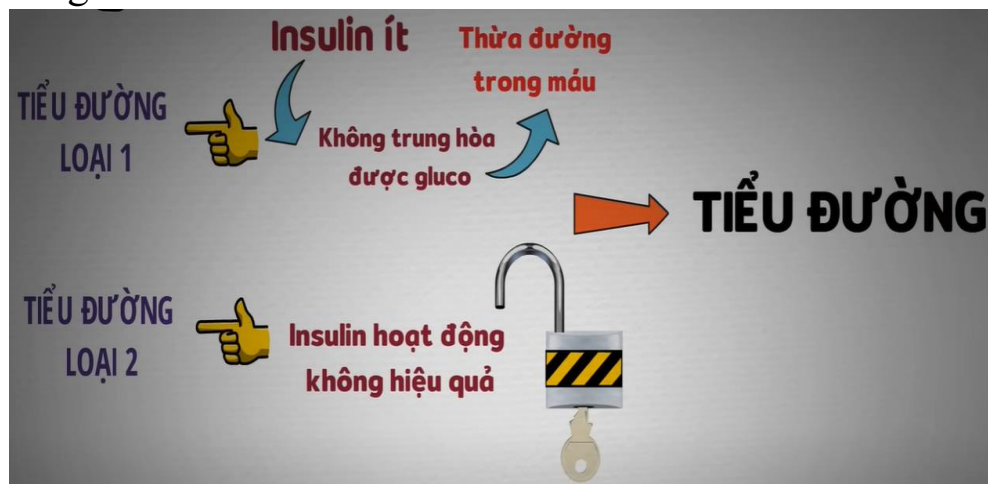 Insulin ít
Thừa đường
trong máu
TIỂU ĐƯỜNG
LOẠI 1
Không trung hòa
được gluco
TIỂU ĐƯỜNG
TIỂU ĐƯỜNG
LOẠI 2
Insulin hoạt động
không hiệu quả